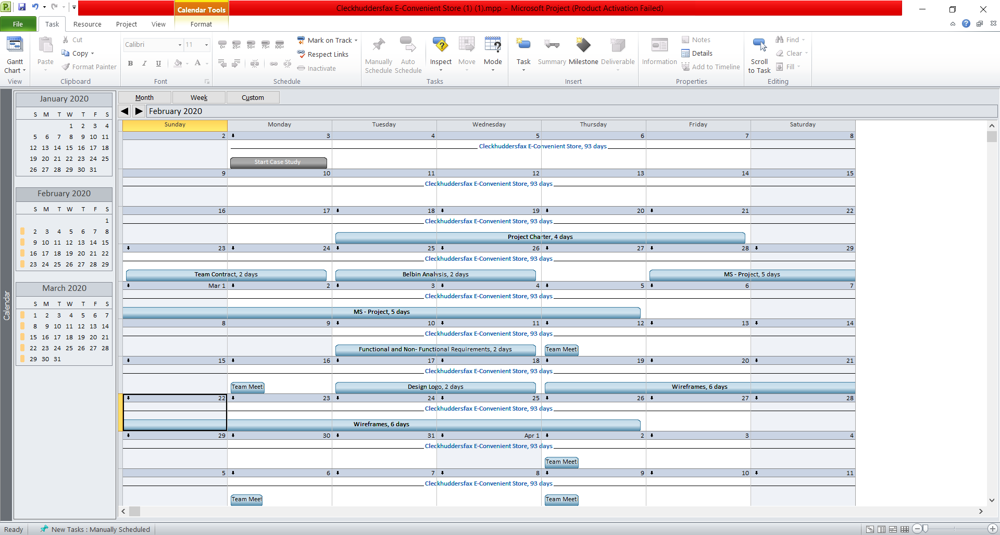 Calendar Tools
Cleckhuddersfax E-Convenient Store (1) (1).mpp - Microsoft Project (Product Activation Failed)
File Task Resource Project View Format
Gantt Chart
View
Paste
Cut
Copy
Format Painter
Clipboard
Calibri 11
B I U A
Font
0% 25% 50% 75% 100%
Mark on Track
Respect Links
Inactivate
Schedule
Manually Schedule
Auto Schedule
Inspect
Move
Mode
Tasks
Task
Summary
Milestone
Deliverable
Insert
Information
Notes
Details
Add to Timeline
Properties
Scroll to Task
Find
Clear
Fill
Editing
Calendar
January 2020
S M T W T F S
1 2 3 4
5 6 7 8 9 10 11
12 13 14 15 16 17 18
19 20 21 22 23 24 25
26 27 28 29 30 31
February 2020
S M T W T F S
1
2 3 4 5 6 7 8
9 10 11 12 13 14 15
16 17 18 19 20 21 22
23 24 25 26 27 28 29
March 2020
S M T W T F S
1 2 3 4 5 6 7
8 9 10 11 12 13 14
15 16 17 18 19 20 21
22 23 24 25 26 27 28
29 30 31
Month Week Custom
February 2020
Sunday Monday Tuesday Wednesday Thursday Friday Saturday
2 3 4 5 6 7 8
Cleckhuddersfax E-Convenient Store, 93 days
Start Case Study
9 10 11 12 13 14 15
Cleckhuddersfax E-Convenient Store, 93 days
16 17 18 19 20 21 22
Cleckhuddersfax E-Convenient Store, 93 days
Project Charter, 4 days
23 24 25 26 27 28 29
Cleckhuddersfax E-Convenient Store, 93 days
Team Contract, 2 days Belbin Analysis, 2 days MS - Project, 5 days
Mar 1 2 3 4 5 6 7
Cleckhuddersfax E-Convenient Store, 93 days
MS - Project, 5 days
8 9 10 11 12 13 14
Cleckhuddersfax E-Convenient Store, 93 days
Functional and Non- Functional Requirements, 2 days Team Meeti
15 16 17 18 19 20 21
Cleckhuddersfax E-Convenient Store, 93 days
Team Meeti Design Logo, 2 days Wireframes, 6 days
22 23 24 25 26 27 28
Cleckhuddersfax E-Convenient Store, 93 days
Wireframes, 6 days
29 30 31 Apr 1 2 3 4
Cleckhuddersfax E-Convenient Store, 93 days
Team Meeti
5 6 7 8 9 10 11
Cleckhuddersfax E-Convenient Store, 93 days
Team Meet Team Meeti
Ready New Tasks : Manually Scheduled